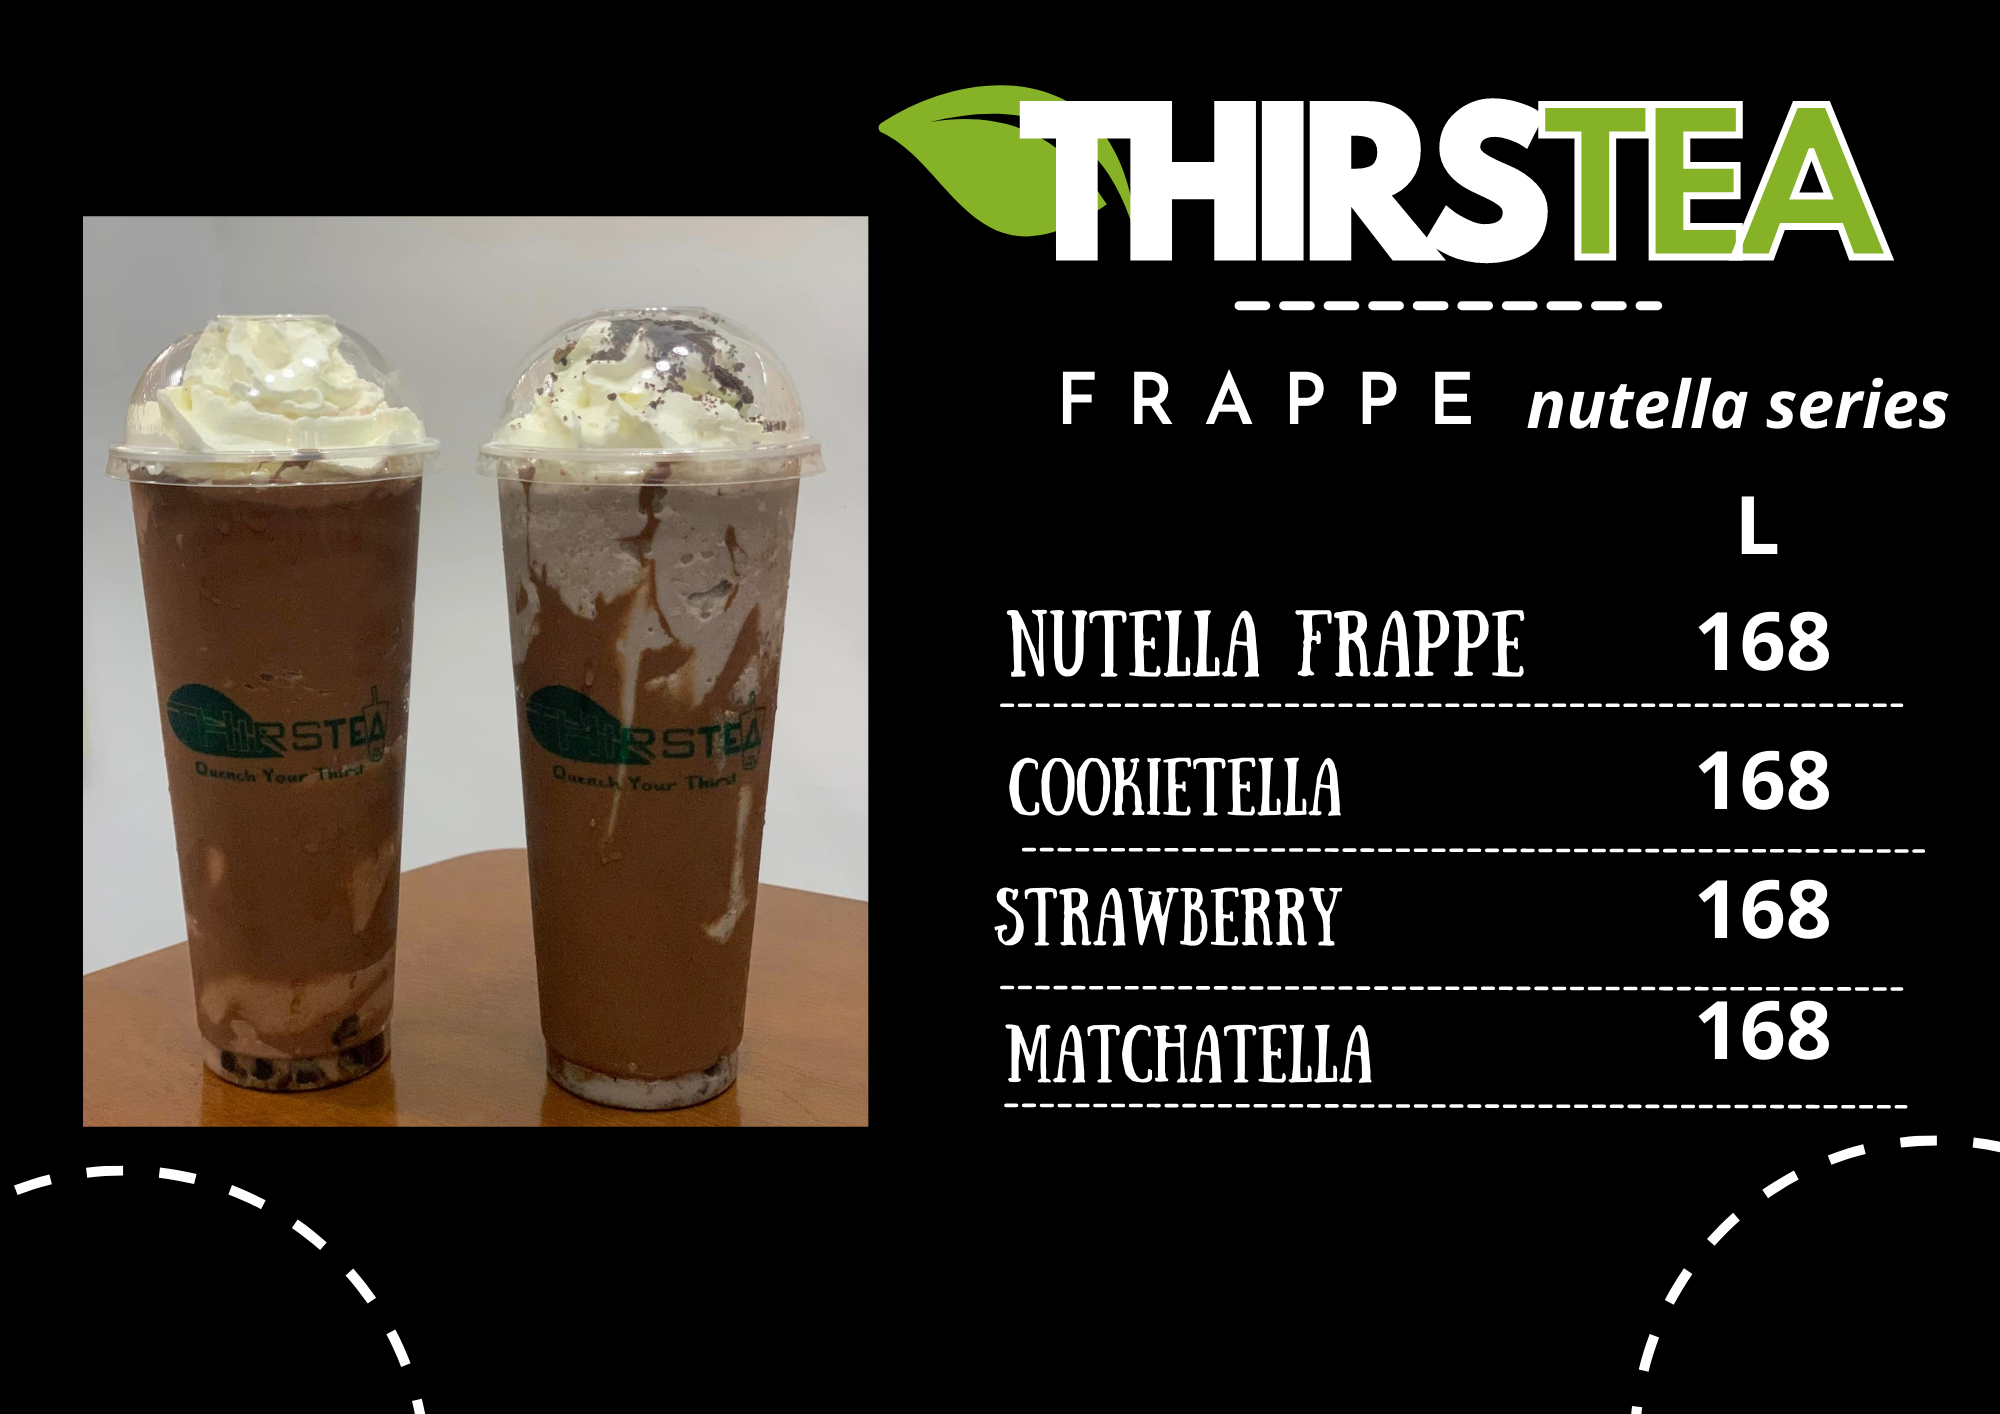 THIRSTEA
FRAPPE nutella series
L
NUTELLA FRAPPE 168
COOKIETELLA 168
STRAWBERRY 168
MATCHATELLA 168
THIRSTEA
Quench Your Thirst
THIRSTEA
Quench Your Thirst